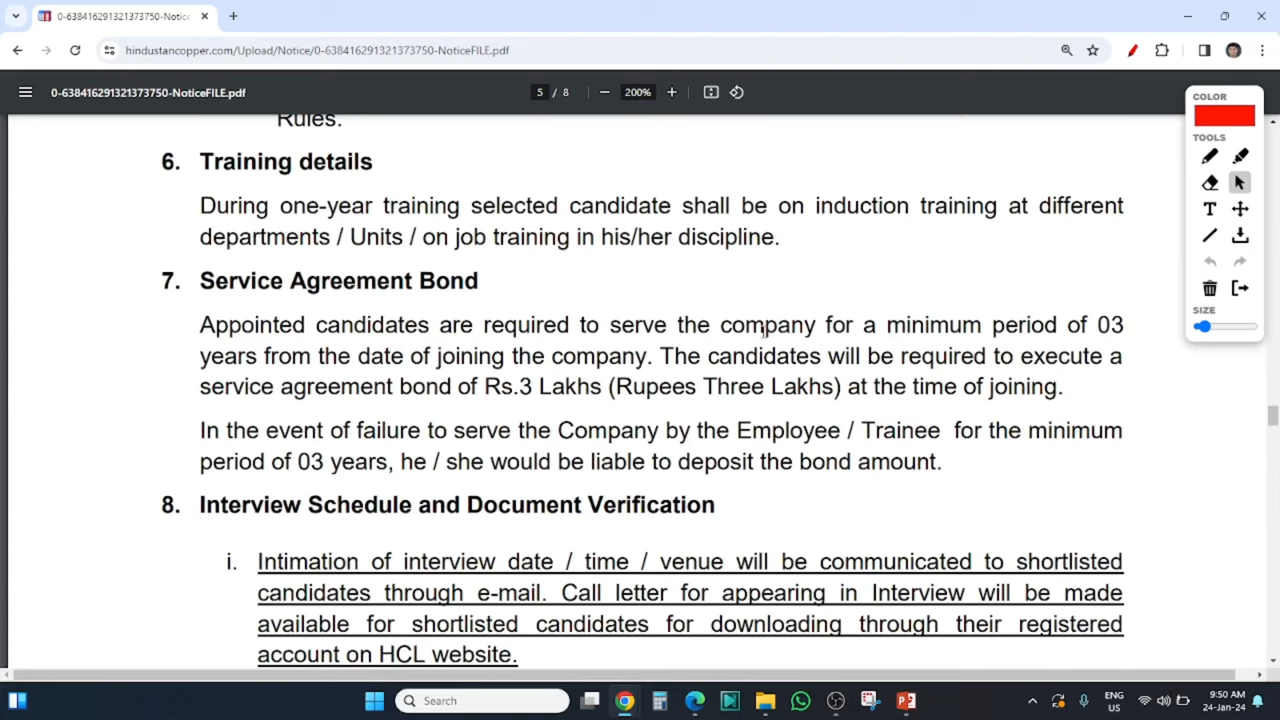 0-638416291321373750-Notice
hindustancopper.com/Upload/Notice/0-638416291321373750-NoticeFILE.pdf
0-638416291321373750-NoticeFILE.pdf
5 / 8
200%
COLOR
TOOLS
T
SIZE
Rules.
6. Training details
During one-year training selected candidate shall be on induction training at different
departments / Units / on job training in his/her discipline.
7. Service Agreement Bond
Appointed candidates are required to serve the company for a minimum period of 03
years from the date of joining the company. The candidates will be required to execute a
service agreement bond of Rs.3 Lakhs (Rupees Three Lakhs) at the time of joining.
In the event of failure to serve the Company by the Employee / Trainee for the minimum
period of 03 years, he / she would be liable to deposit the bond amount.
8. Interview Schedule and Document Verification
i. Intimation of interview date / time / venue will be communicated to shortlisted
candidates through e-mail. Call letter for appearing in Interview will be made
available for shortlisted candidates for downloading through their registered
account on HCL website.
Search
ENG
US
9:50 AM
24-Jan-24